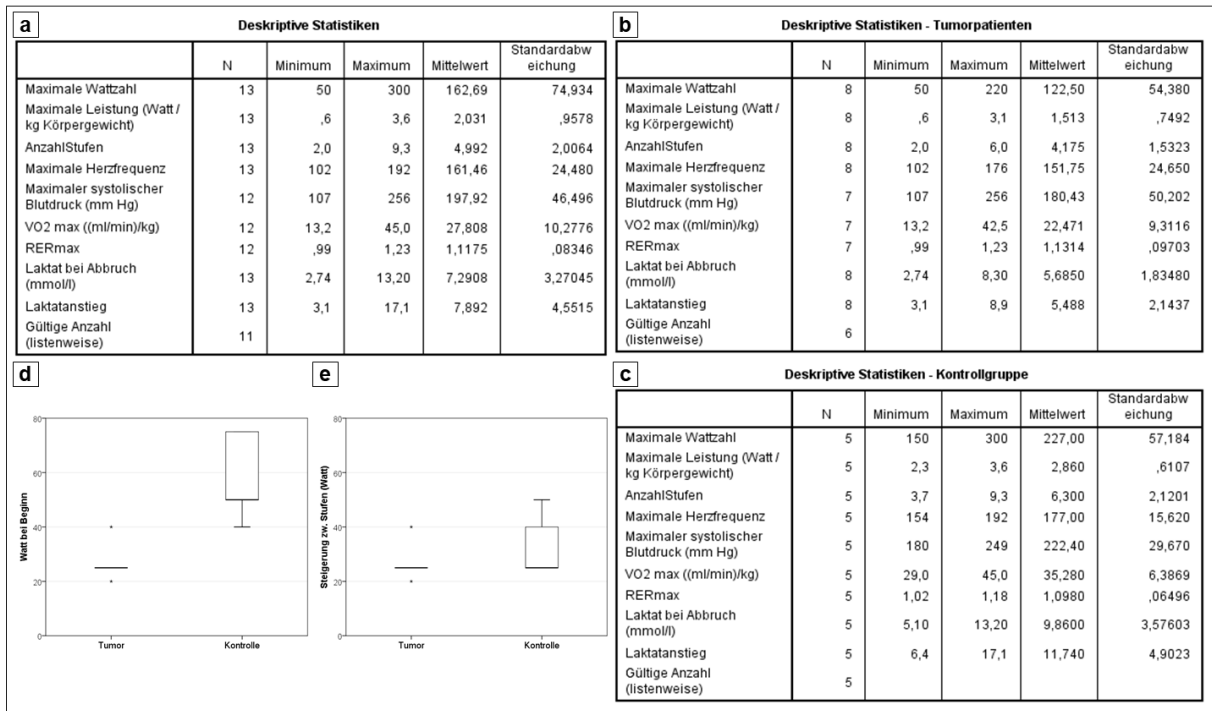 a
Deskriptive Statistiken
N Minimum Maximum Mittelwert Standardabw
eichung
Maximale Wattzahl 13 50 300 162,69 74,934
Maximale Leistung (Watt /
kg Körpergewicht) 13 ,6 3,6 2,031 ,9578
AnzahlStufen 13 2,0 9,3 4,992 2,0064
Maximale Herzfrequenz 13 102 192 161,46 24,480
Maximaler systolischer
Blutdruck (mm Hg) 12 107 256 197,92 46,496
VO2 max ((ml/min)/kg) 12 13,2 45,0 27,808 10,2776
RERmax 12 ,99 1,23 1,1175 ,08346
Laktat bei Abbruch
(mmol/l) 13 2,74 13,20 7,2908 3,27045
Laktatanstieg 13 3,1 17,1 7,892 4,5515
Gültige Anzahl
(listenweise) 11
b
Deskriptive Statistiken - Tumorpatienten
N Minimum Maximum Mittelwert Standardabw
eichung
Maximale Wattzahl 8 50 220 122,50 54,380
Maximale Leistung (Watt /
kg Körpergewicht) 8 ,6 3,1 1,513 ,7492
AnzahlStufen 8 2,0 6,0 4,175 1,5323
Maximale Herzfrequenz 8 102 176 151,75 24,650
Maximaler systolischer
Blutdruck (mm Hg) 7 107 256 180,43 50,202
VO2 max ((ml/min)/kg) 7 13,2 42,5 22,471 9,3116
RERmax 7 ,99 1,23 1,1314 ,09703
Laktat bei Abbruch
(mmol/l) 8 2,74 8,30 5,6850 1,83480
Laktatanstieg 8 3,1 8,9 5,488 2,1437
Gültige Anzahl
(listenweise) 6
d
Watt bei Beginn
80
60
40
20
0
Tumor Kontrolle
e
Steigerung zw. Stufen (Watt)
80
60
40
20
0
Tumor Kontrolle
c
Deskriptive Statistiken - Kontrollgruppe
N Minimum Maximum Mittelwert Standardabw
eichung
Maximale Wattzahl 5 150 300 227,00 57,184
Maximale Leistung (Watt /
kg Körpergewicht) 5 2,3 3,6 2,860 ,6107
AnzahlStufen 5 3,7 9,3 6,300 2,1201
Maximale Herzfrequenz 5 154 192 177,00 15,620
Maximaler systolischer
Blutdruck (mm Hg) 5 180 249 222,40 29,670
VO2 max ((ml/min)/kg) 5 29,0 45,0 35,280 6,3869
RERmax 5 1,02 1,18 1,0980 ,06496
Laktat bei Abbruch
(mmol/l) 5 5,10 13,20 9,8600 3,57603
Laktatanstieg 5 6,4 17,1 11,740 4,9023
Gültige Anzahl
(listenweise) 5